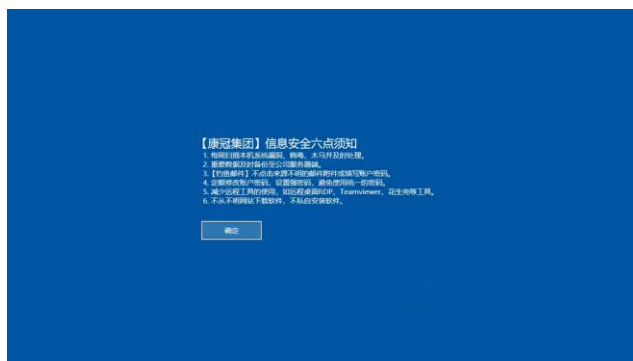 【康冠集团】信息安全六点须知
1. 每周扫描本机系统漏洞、病毒、木马并及时处理。
2. 重要数据及时备份至公司服务器端。
3.【钓鱼邮件】不点击来源不明的邮件附件或填写账户密码。
4. 定期修改账户密码，设置强密码，避免使用统一的密码。
5. 减少远程工具的使用，如远程桌面RDP、Teamviewer、花生壳等工具。
6. 不从不明网站下载软件，不私自安装软件。
确定